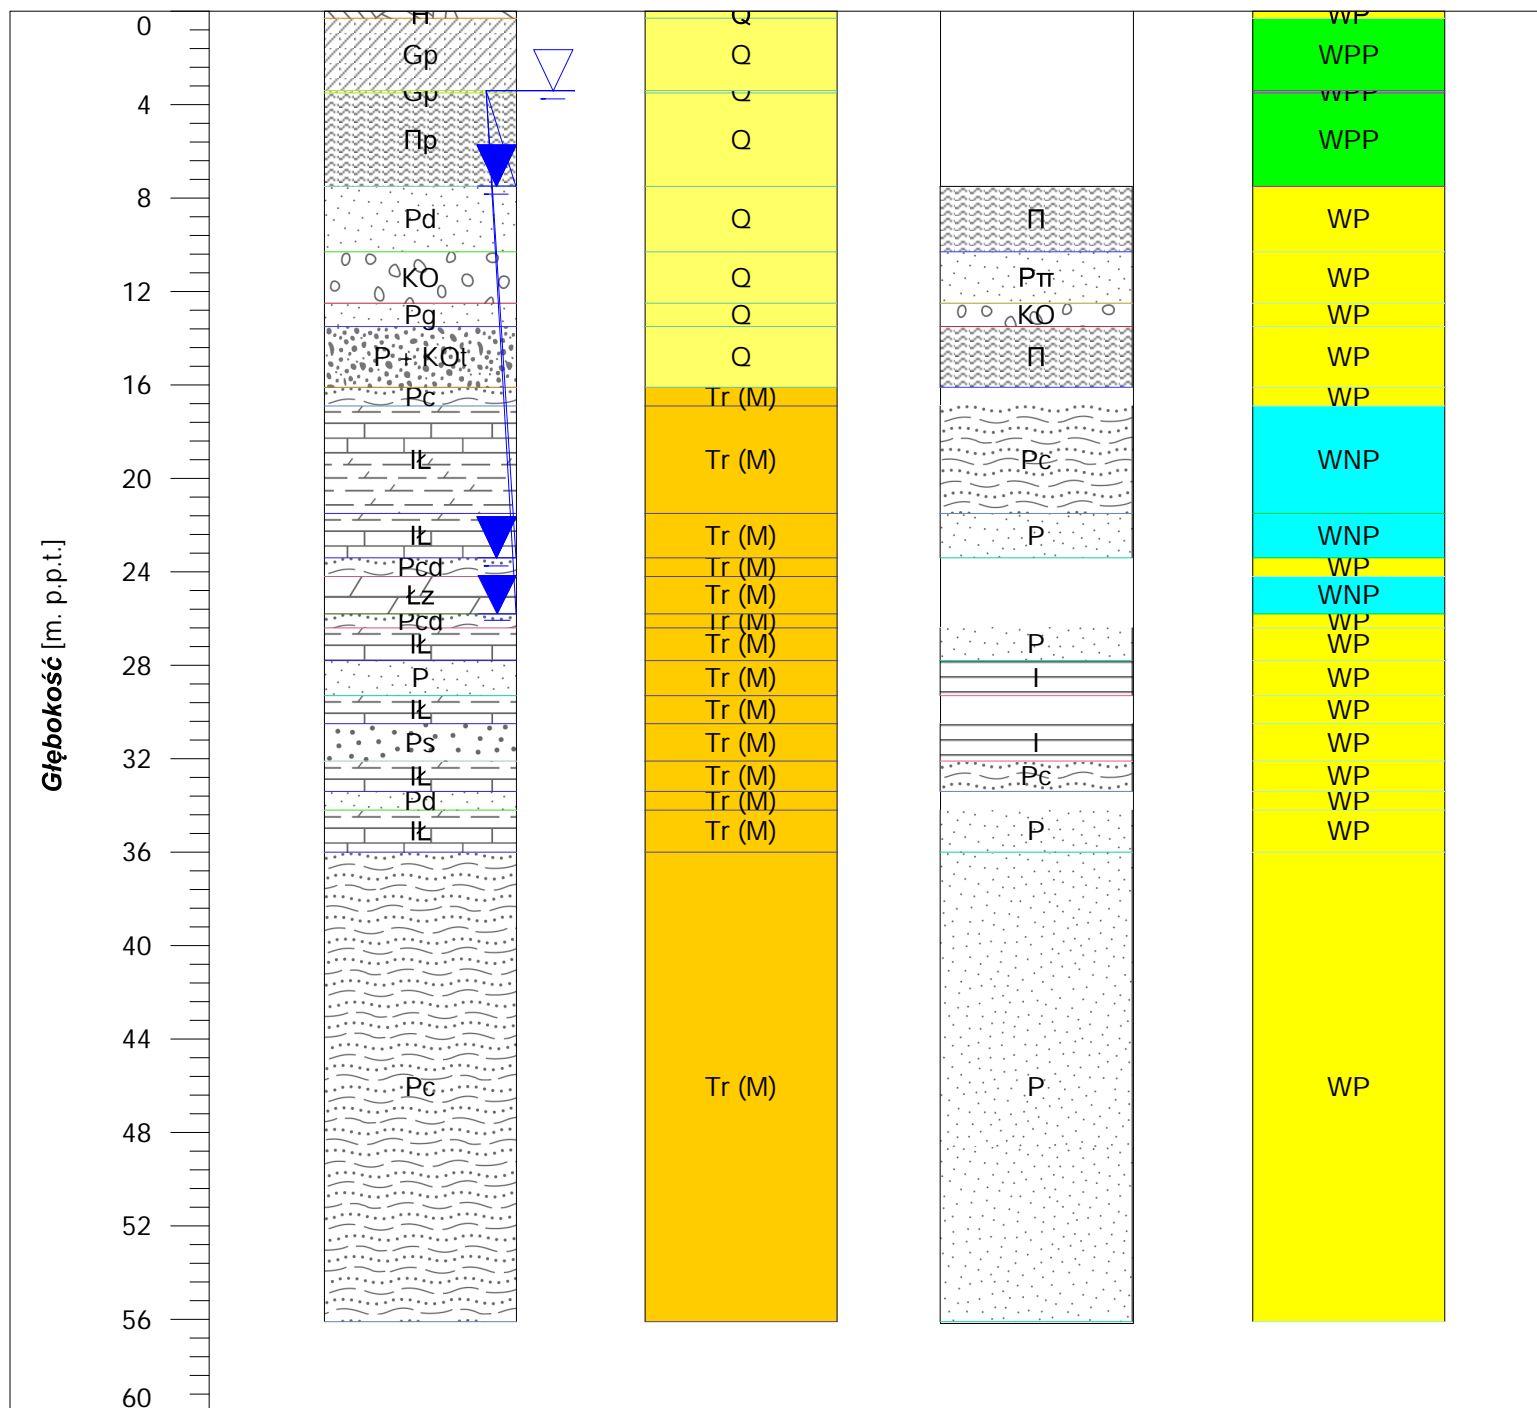 0
4
8
12
16
20
24
28
32
36
40
44
48
52
56
60
Głębokość [m. p.p.t.]
H
Gp
Gp
Πp
Pd
KO
Pg
P + KOt
Pc
IŁ
IŁ
Pcd
Łz
Pcd
IŁ
P
IŁ
Ps
IŁ
Pd
IŁ
Pc
Q
Q
Q
Q
Q
Q
Q
Q
Tr (M)
Tr (M)
Tr (M)
Tr (M)
Tr (M)
Tr (M)
Tr (M)
Tr (M)
Tr (M)
Tr (M)
Tr (M)
Tr (M)
Tr (M)
Tr (M)
Π
Pπ
KO
Π
Pc
P
P
I
I
Pc
P
P
WP
WPP
WPP
WPP
WP
WP
WP
WP
WP
WNP
WNP
WP
WNP
WP
WP
WP
WP
WP
WP
WP
WP
WP